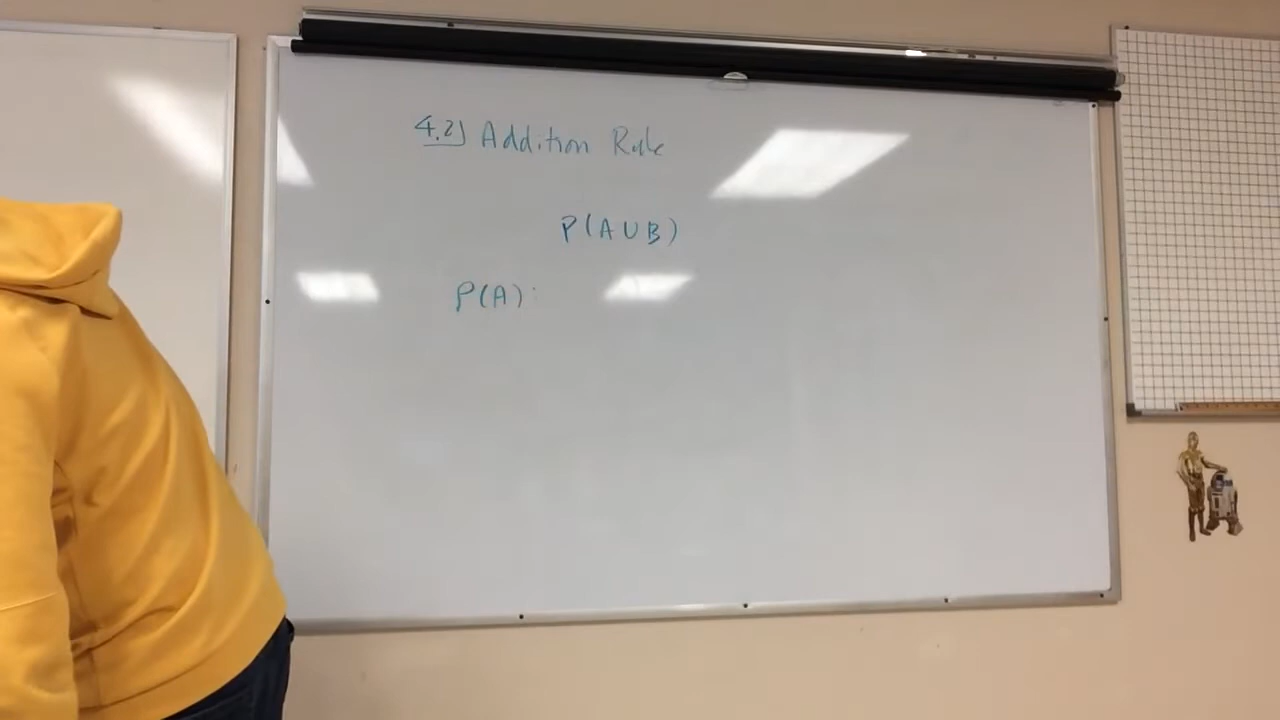 4.2) Addition Rule
P(A∪B)
P(A):